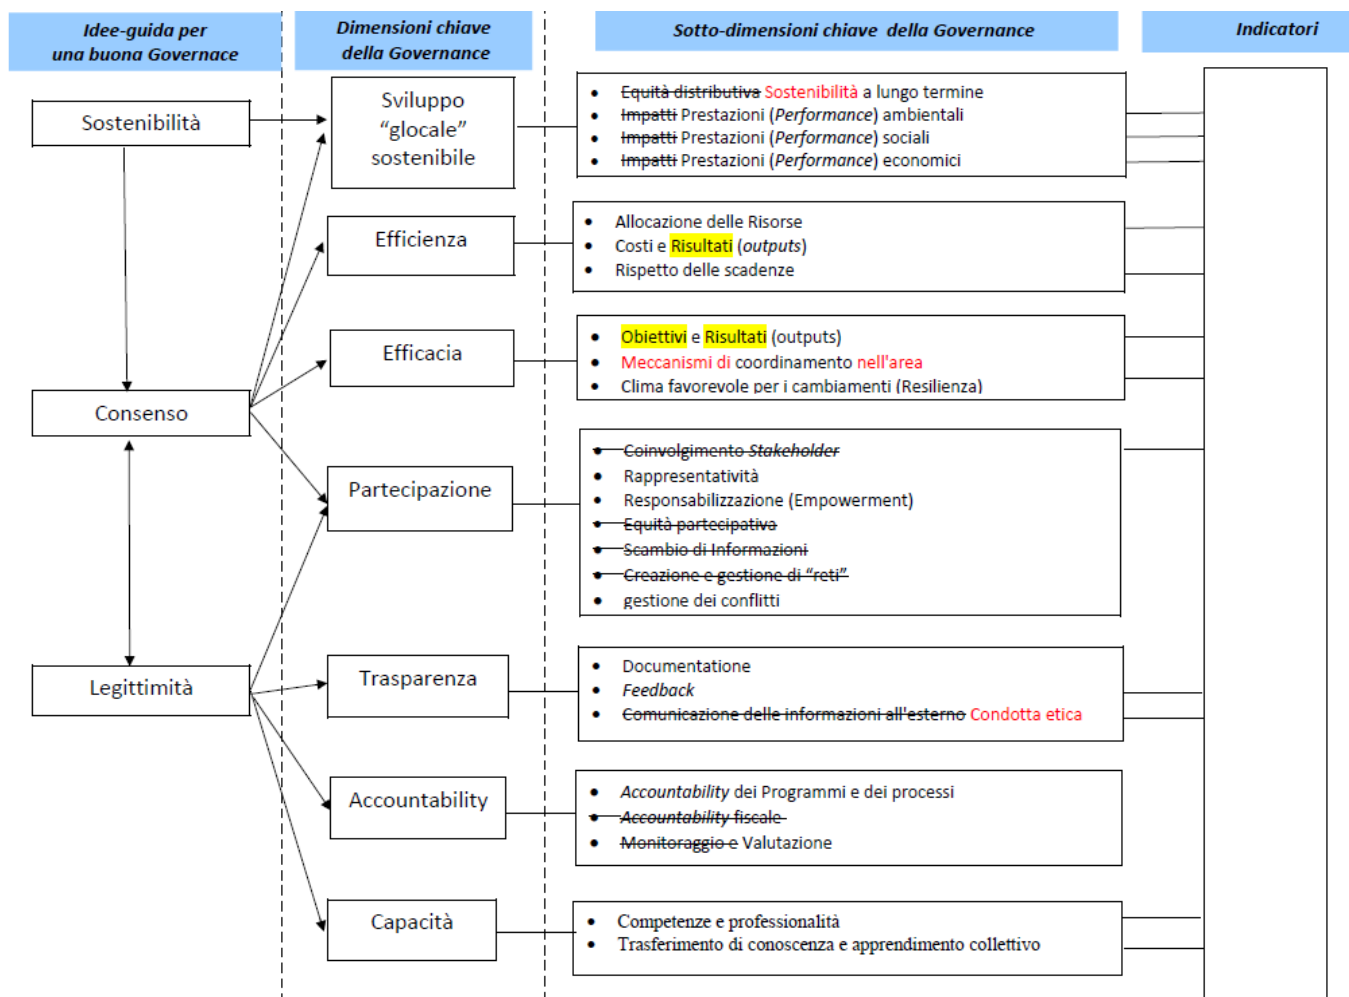 Idee-guida per
una buona Governace
Dimensioni chiave
della Governance
Sotto-dimensioni chiave della Governance
Indicatori
Sostenibilità
Consenso
Legittimità
Sviluppo
“glocale”
sostenibile
Efficienza
Efficacia
Partecipazione
Trasparenza
Accountability
Capacità
• Equità distributiva Sostenibilità a lungo termine
• Impatti Prestazioni (Performance) ambientali
• Impatti Prestazioni (Performance) sociali
• Impatti Prestazioni (Performance) economici
• Allocazione delle Risorse
• Costi e Risultati (outputs)
• Rispetto delle scadenze
• Obiettivi e Risultati (outputs)
• Meccanismi di coordinamento nell'area
• Clima favorevole per i cambiamenti (Resilienza)
• Coinvolgimento Stakeholder
• Rappresentatività
• Responsabilizzazione (Empowerment)
• Equità partecipativa
• Scambio di Informazioni
• Creazione e gestione di “reti”
• gestione dei conflitti
• Documentatione
• Feedback
• Comunicazione delle informazioni all'esterno Condotta etica
• Accountability dei Programmi e dei processi
• Accountability fiscale
• Monitoraggio e Valutazione
• Competenze e professionalità
• Trasferimento di conoscenza e apprendimento collettivo